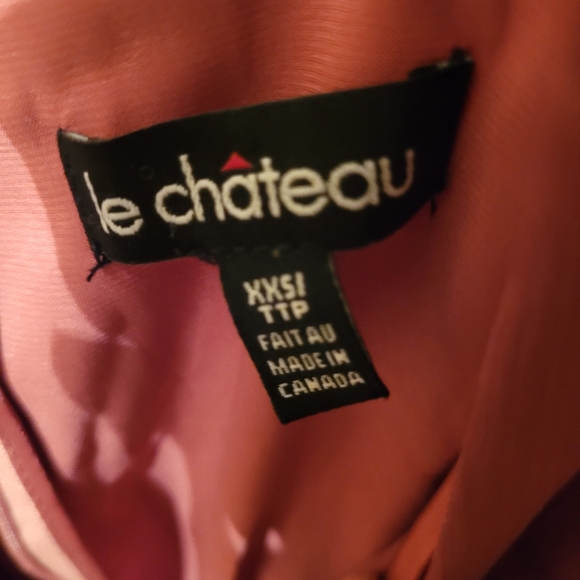 le château
XXS/
TTP
FAIT AU
MADE IN
CANADA